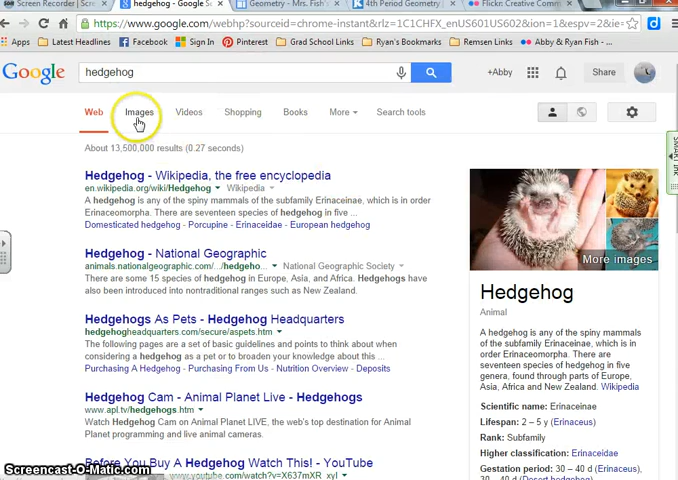 Screen Recorder | Scre
hedgehog - Google S
Geometry - Mrs. Fish's
4th Period Geometry
Flickr: Creative Commo
https://www.google.com/webhp?sourceid=chrome-instant&rlz=1C1CHFX_enUS601US602&ion=1&espv=2&ie=
Apps Latest Headlines Facebook Sign In Pinterest Grad School Links Ryan's Bookmarks Remsen Links Abby & Ryan Fish
Google hedgehog +Abby Share
Web Images Videos Shopping Books More Search tools
About 13,500,000 results (0.27 seconds)
Hedgehog - Wikipedia, the free encyclopedia
en.wikipedia.org/wiki/Hedgehog Wikipedia
A hedgehog is any of the spiny mammals of the subfamily Erinaceinae, which is in order
Erinaceomorpha. There are seventeen species of hedgehog in five ...
Domesticated hedgehog - Porcupine - Erinaceidae - European hedgehog
Hedgehog - National Geographic
animals.nationalgeographic.com/.../hedgeho... National Geographic Society
There are some 15 species of hedgehog in Europe, Asia, and Africa. Hedgehogs have
also been introduced into nontraditional ranges such as New Zealand.
Hedgehogs As Pets - Hedgehog Headquarters
hedgehogheadquarters.com/secure/aspets.htm
The following pages are a set of basic guidelines and points to think about when
considering a hedgehog as a pet or to broaden your knowledge about this ...
Purchasing A Hedgehog - Purchasing From Us - Nutrition Overview - Deposits
Hedgehog Cam - Animal Planet Live - Hedgehogs
www.apl.tv/hedgehogs.htm
Watch Hedgehog Cam on Animal Planet LIVE, the web's top destination for Animal
Planet programming and live animal cameras.
Before You Buy A Hedgehog Watch This! - YouTube
www.youtube.com/watch?v=X637mXR_xyI
More images
Hedgehog
Animal
A hedgehog is any of the spiny mammals
of the subfamily Erinaceinae, which is in
order Erinaceomorpha. There are
seventeen species of hedgehog in five
genera, found through parts of Europe,
Asia, Africa and New Zealand. Wikipedia
Scientific name: Erinaceinae
Lifespan: 2 – 5 y (Erinaceus)
Rank: Subfamily
Higher classification: Erinaceidae
Gestation period: 30 – 40 d (Erinaceus),
Screencast-O-Matic.com